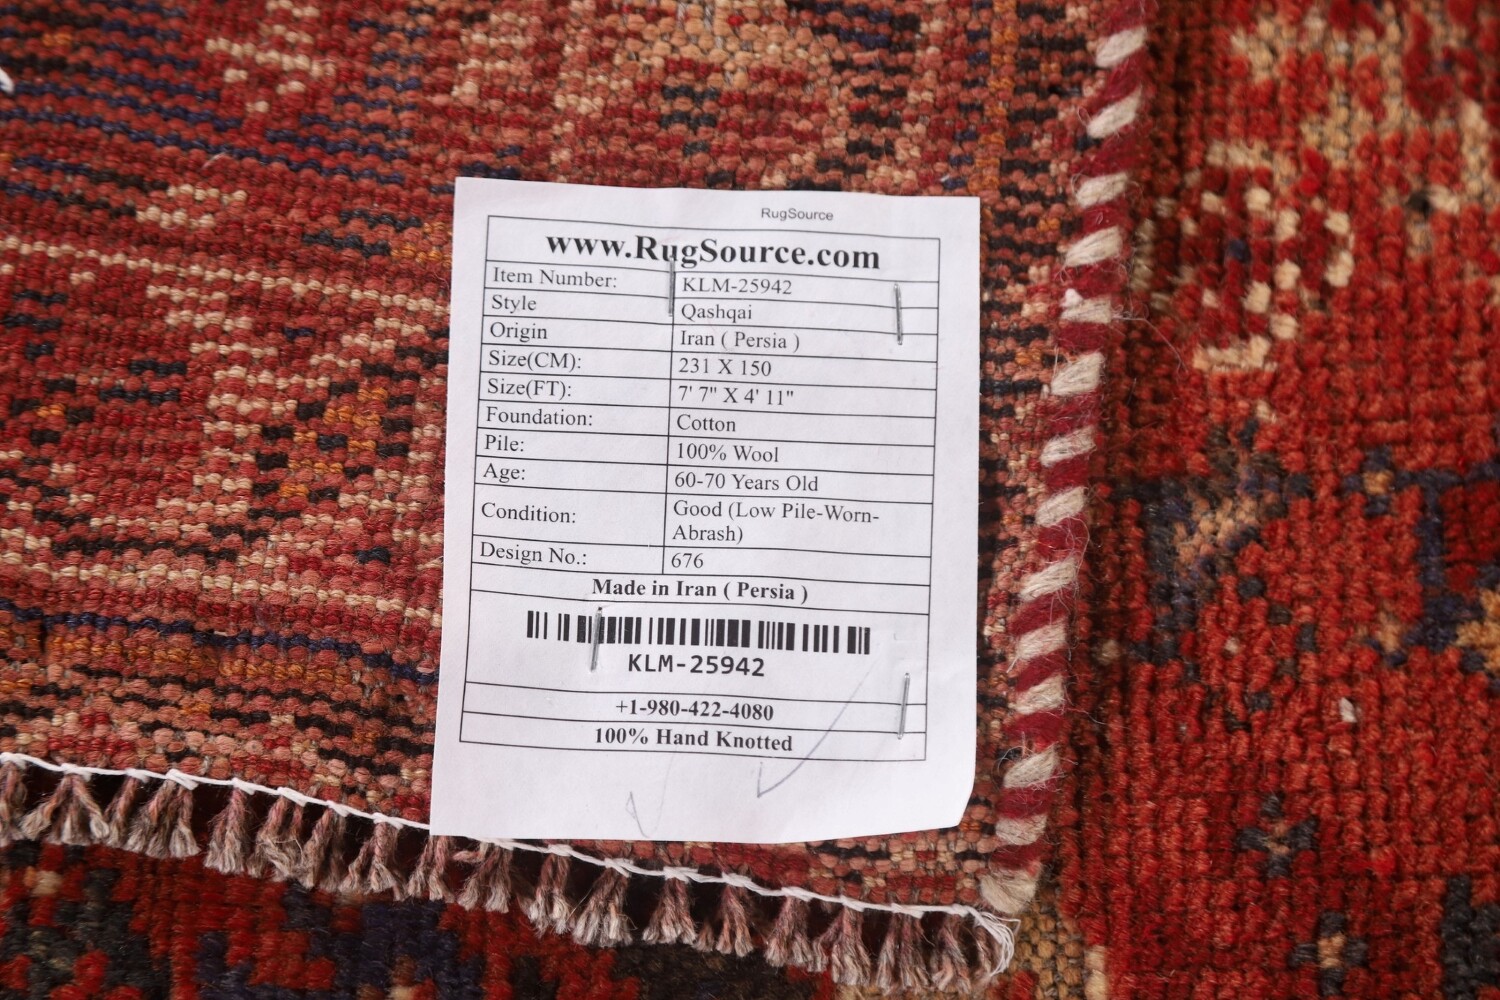 RugSource
www.RugSource.com
Item Number: KLM-25942
Style Qashqai
Origin Iran ( Persia )
Size(CM): 231 X 150
Size(FT): 7' 7" X 4' 11"
Foundation: Cotton
Pile: 100% Wool
Age: 60-70 Years Old
Condition: Good (Low Pile-Worn-
Abrash)
Design No.: 676
Made in Iran ( Persia )
KLM-25942
+1-980-422-4080
100% Hand Knotted